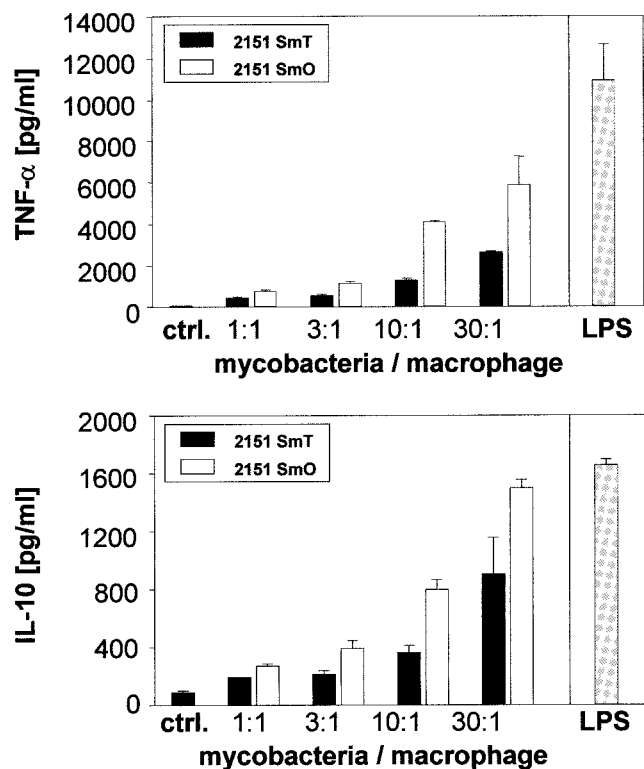 14000
12000
10000
8000
6000
4000
2000
0
TNF-α [pg/ml]
2151 SmT
2151 SmO
ctrl. 1:1 3:1 10:1 30:1 LPS
mycobacteria / macrophage
2000
1600
1200
800
400
0
IL-10 [pg/ml]
2151 SmT
2151 SmO
ctrl. 1:1 3:1 10:1 30:1 LPS
mycobacteria / macrophage